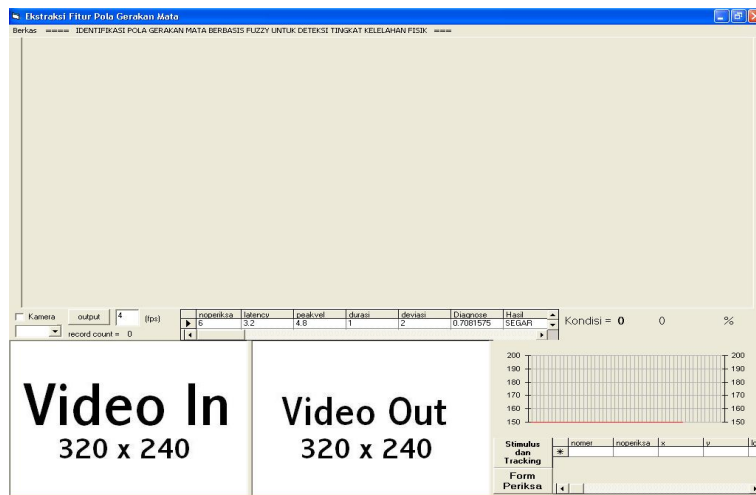 Ekstraksi Fitur Pola Gerakan Mata
Berkas ==== IDENTIFIKASI POLA GERAKAN MATA BERBASIS FUZZY UNTUK DETEKSI TINGKAT KELELAHAN FISIK ===
Kamera output 4 (fps)
record count = 0
noperiksa latency peakvel durasi deviasi Diagnose Hasil
6 3.2 4.8 1 2 0.7081575 SEGAR
Kondisi = 0 0 %
Video In
320 x 240
Video Out
320 x 240
200 200
190 190
180 180
170 170
160 160
150 150
Stimulus
dan
Tracking
nomer noperiksa x y
Form
Periksa